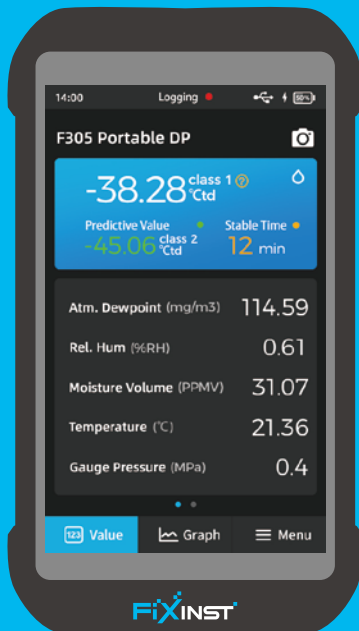 14:00 Logging 50%
F305 Portable DP
-38.28 °Ctd class 1 ?
Predictive Value Stable Time
-45.06 °Ctd class 2 12 min
Atm. Dewpoint (mg/m3) 114.59
Rel. Hum (%RH) 0.61
Moisture Volume (PPMV) 31.07
Temperature (°C) 21.36
Gauge Pressure (MPa) 0.4
123 Value Graph Menu
FiXINST